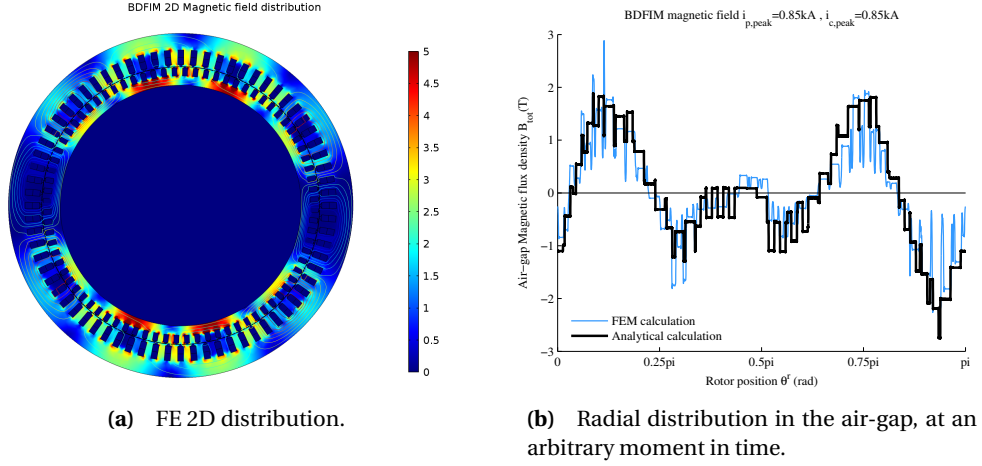 BDFIM 2D Magnetic field distribution
5
4.5
4
3.5
3
2.5
2
1.5
1
0.5
0
(a) FE 2D distribution.
BDFIM magnetic field i_p,peak=0.85kA , i_c,peak=0.85kA
Air-gap Magnetic flux density B_tot(T)
3
2
1
0
−1
−2
−3
FEM calculation
Analytical calculation
0 0.25pi 0.5pi 0.75pi pi
Rotor position θ^r (rad)
(b) Radial distribution in the air-gap, at an
arbitrary moment in time.